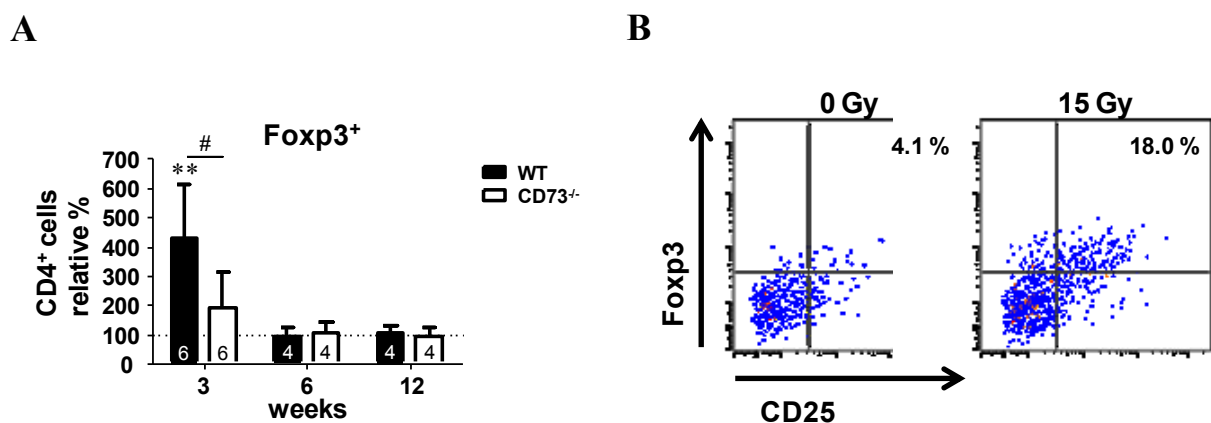 A
B
Foxp3⁺
#
**
WT
CD73⁻/⁻
CD4⁺ cells
relative %
700
600
500
400
300
200
100
0
6
6
4
4
4
4
3
6
12
weeks
0 Gy
15 Gy
4.1 %
18.0 %
Foxp3
CD25